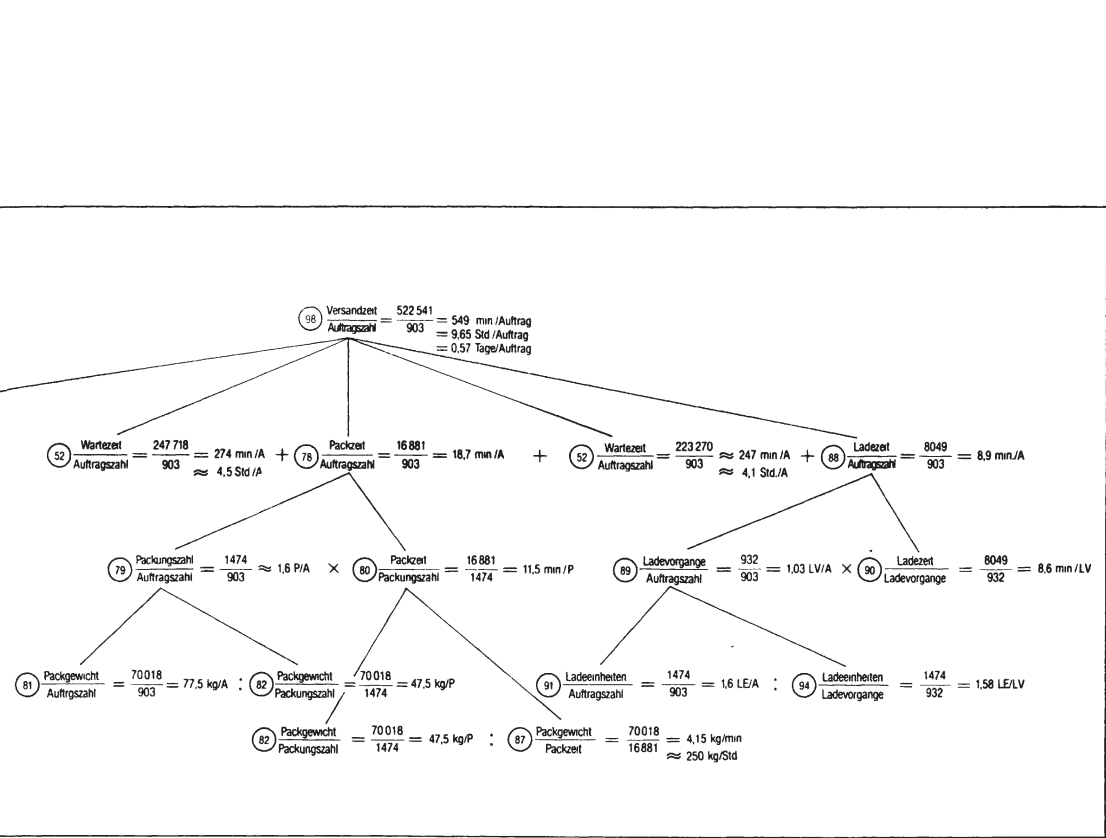 98 Versandzeit / Auftragszahl = 522 541 / 903 = 549 min/Auftrag
= 9,65 Std/Auftrag
= 0,57 Tage/Auftrag
52 Wartezeit / Auftragszahl = 247 718 / 903 = 274 min/A + 78 Packzeit / Auftragszahl = 16 881 / 903 = 18,7 min/A + 52 Wartezeit / Auftragszahl = 223 270 / 903 ≈ 247 min/A + 88 Ladezeit / Auftragszahl = 8049 / 903 = 8,9 min./A
≈ 4,5 Std/A ≈ 4,1 Std./A
79 Packungszahl / Auftragszahl = 1474 / 903 ≈ 1,6 P/A × 80 Packzeit / Packungszahl = 16 881 / 1474 = 11,5 min/P 89 Ladevorgange / Auftragszahl = 932 / 903 = 1,03 LV/A × 90 Ladezeit / Ladevorgange = 8049 / 932 = 8,6 min/LV
81 Packgewicht / Auftrgszahl = 70 018 / 903 = 77,5 kg/A : 82 Packgewicht / Packungszahl = 70 018 / 1474 = 47,5 kg/P 91 Ladeeinheiten / Auftragszahl = 1474 / 903 = 1,6 LE/A : 94 Ladeeinheiten / Ladevorgange = 1474 / 932 = 1,58 LE/LV
82 Packgewicht / Packungszahl = 70 018 / 1474 = 47,5 kg/P : 87 Packgewicht / Packzeit = 70 018 / 16 881 = 4,15 kg/min
≈ 250 kg/Std